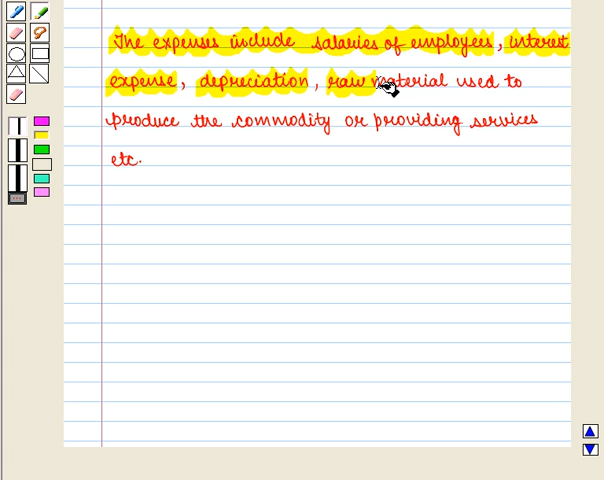 The expenses include salaries of employees, interest
expense, depreciation, raw material used to
produce the commodity or providing services
etc.